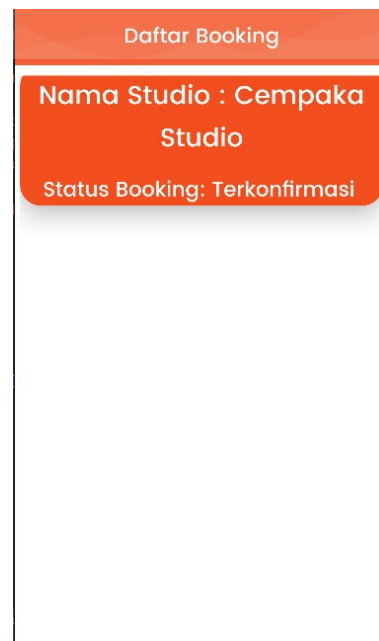 Daftar Booking
Nama Studio : Cempaka
Studio
Status Booking: Terkonfirmasi